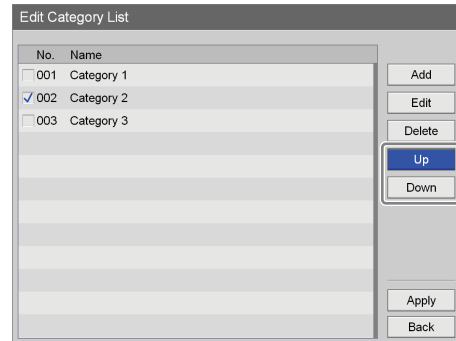 Edit Category List
No. Name
001 Category 1
002 Category 2
003 Category 3
Add
Edit
Delete
Up
Down
Apply
Back